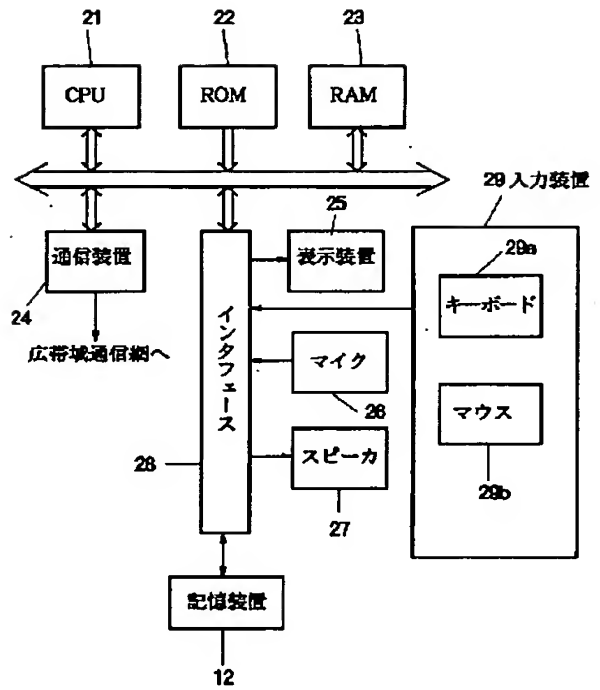 21
22
23
CPU
ROM
RAM
29 入力装置
25
通信装置
表示装置
24
29a
キーボード
広帯域通信網へ
インタフェース
マイク
26
マウス
28
スピーカ
29b
27
記憶装置
12